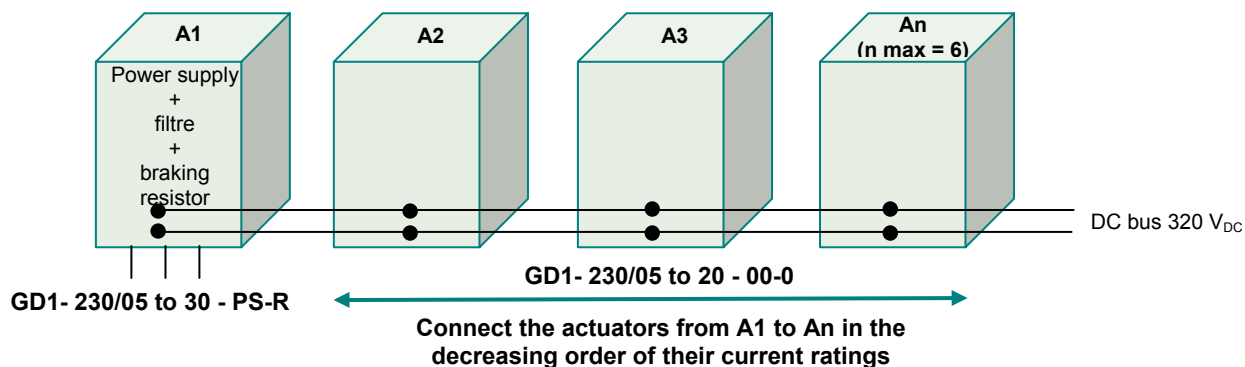 A1
Power supply
+
filtre
+
braking
resistor
A2
A3
An
(n max = 6)
DC bus 320 VDC
GD1- 230/05 to 30 - PS-R
GD1- 230/05 to 20 - 00-0
Connect the actuators from A1 to An in the
decreasing order of their current ratings